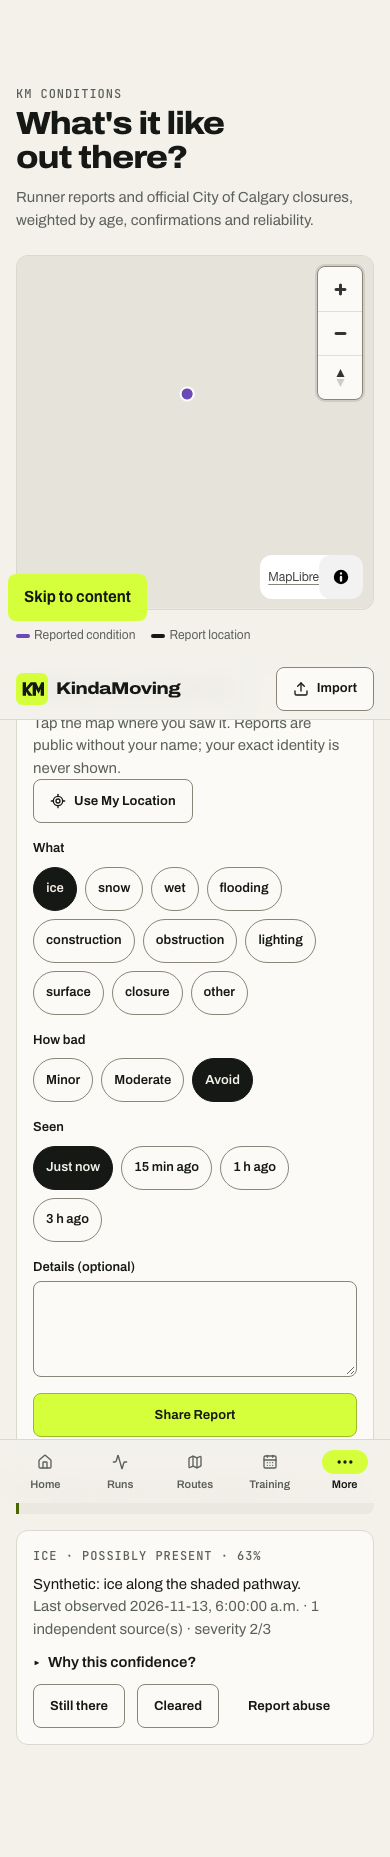 KM CONDITIONS
What's it like
out there?
Runner reports and official City of Calgary closures,
weighted by age, confirmations and reliability.
MapLibre
Skip to content
Reported condition
Report location
KM KindaMoving
Import
Tap the map where you saw it. Reports are
public without your name; your exact identity is
never shown.
Use My Location
What
ice snow wet flooding
construction obstruction lighting
surface closure other
How bad
Minor Moderate Avoid
Seen
Just now 15 min ago 1 h ago
3 h ago
Details (optional)
Share Report
Home Runs Routes Training More
ICE · POSSIBLY PRESENT · 63%
Synthetic: ice along the shaded pathway.
Last observed 2026-11-13, 6:00:00 a.m. · 1
independent source(s) · severity 2/3
Why this confidence?
Still there Cleared Report abuse